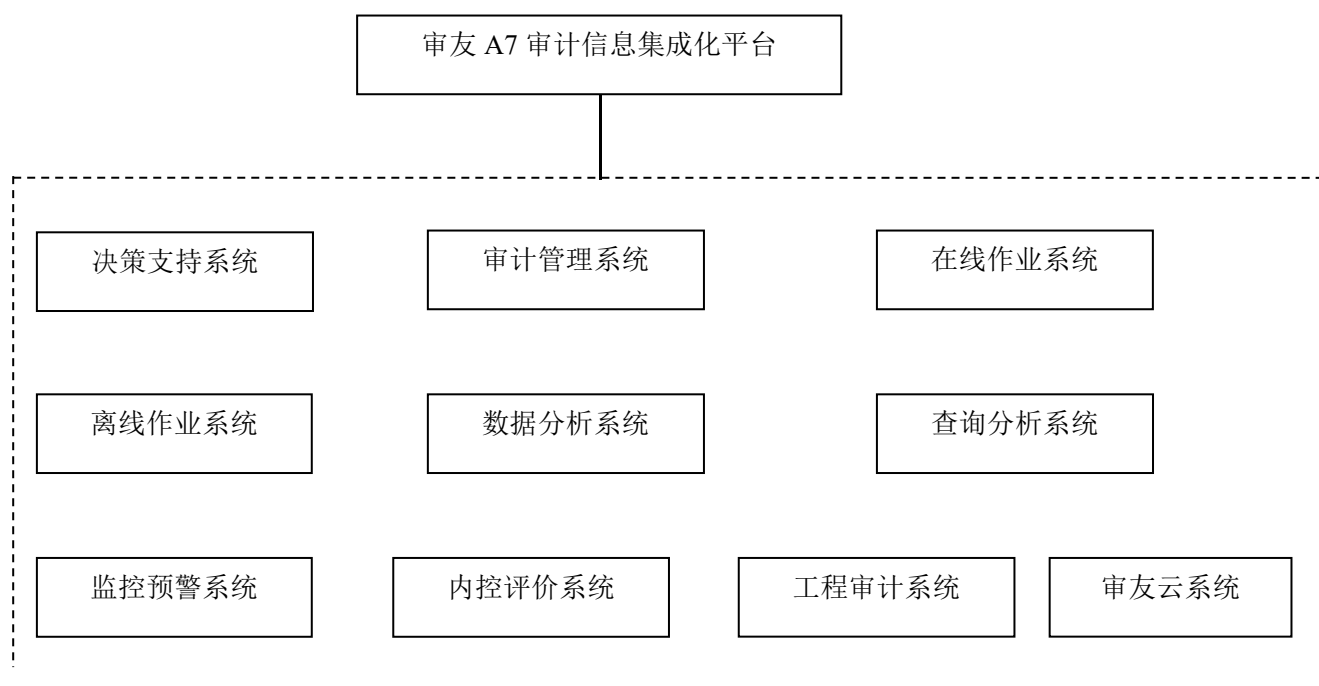 审友 A7 审计信息集成化平台
决策支持系统
审计管理系统
在线作业系统
离线作业系统
数据分析系统
查询分析系统
监控预警系统
内控评价系统
工程审计系统
审友云系统